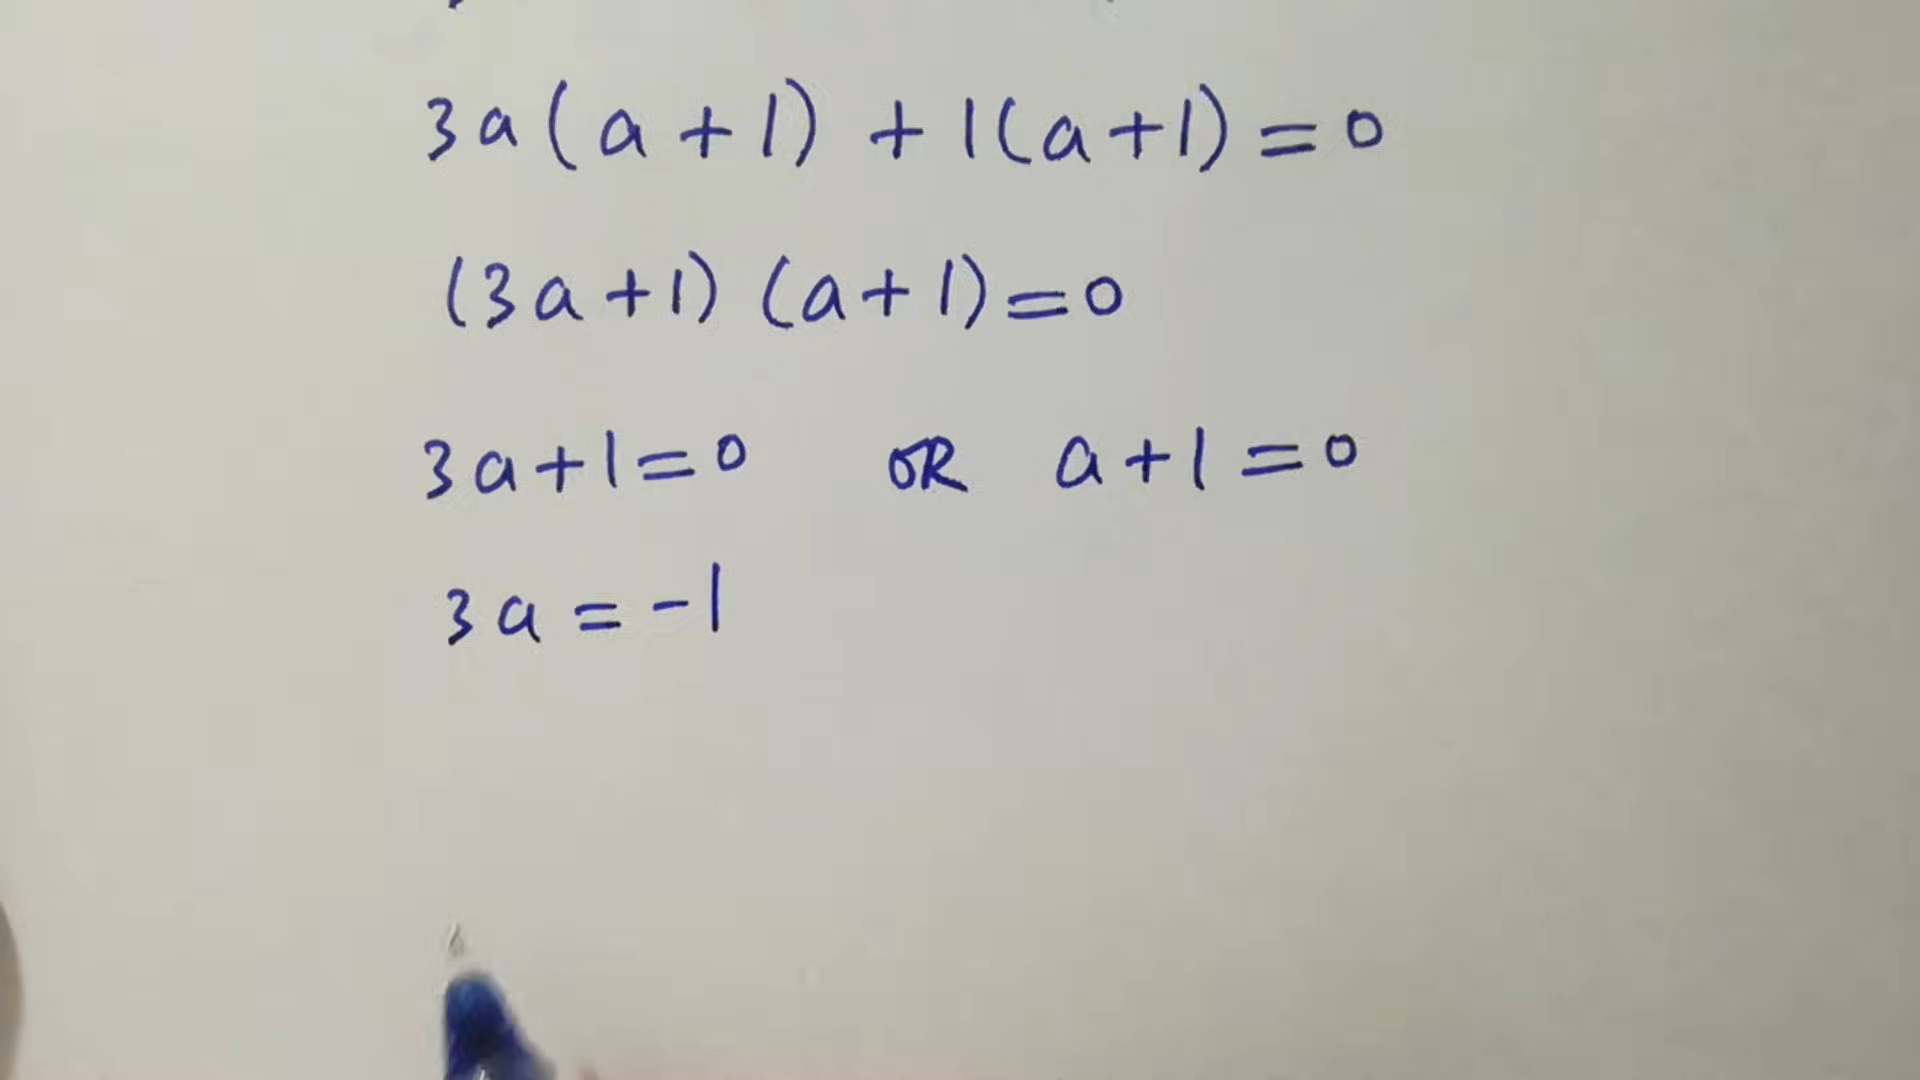 3a(a+1) + 1(a+1)=0
(3a+1) (a+1)=0
3a+1=0 OR a+1=0
3a = -1